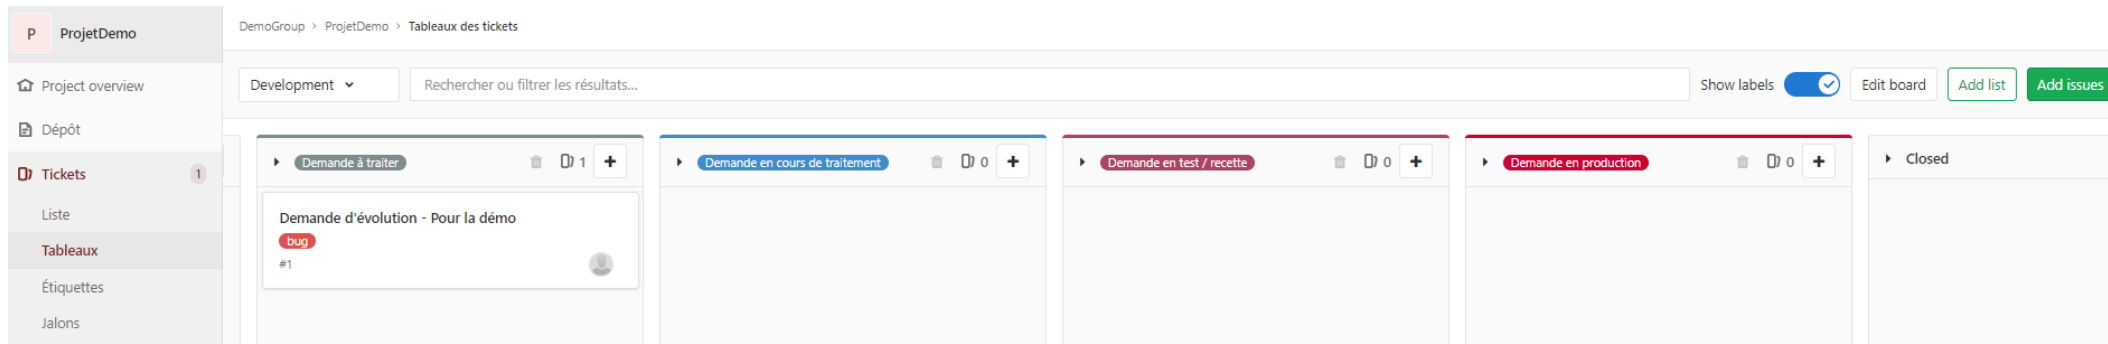 P ProjetDemo
DemoGroup > ProjetDemo > Tableaux des tickets
Project overview
Dépôt
Tickets 1
Liste
Tableaux
Étiquettes
Jalons
Development
Rechercher ou filtrer les résultats...
Show labels
Edit board
Add list
Add issues
Demande à traiter 1 +
Demande d'évolution - Pour la démo
bug
#1
Demande en cours de traitement 0 +
Demande en test / recette 0 +
Demande en production 0 +
Closed